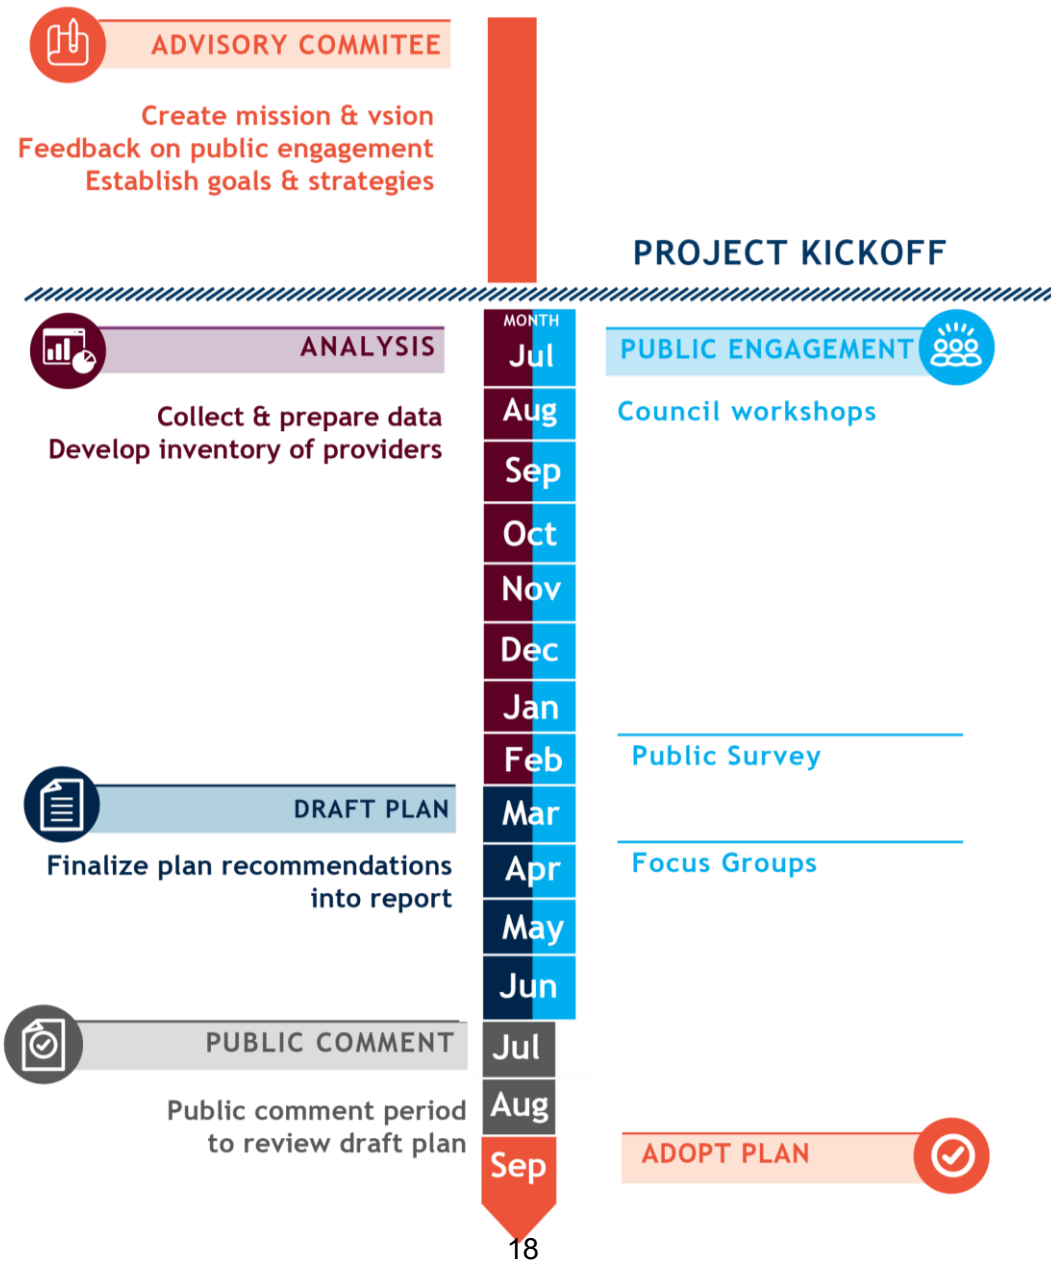 ADVISORY COMMITEE
Create mission & vsion
Feedback on public engagement
Establish goals & strategies
PROJECT KICKOFF
MONTH
Jul
ANALYSIS
PUBLIC ENGAGEMENT
Collect & prepare data
Develop inventory of providers
Aug
Council workshops
Sep
Oct
Nov
Dec
Jan
Feb
Public Survey
DRAFT PLAN
Mar
Finalize plan recommendations
into report
Apr
Focus Groups
May
Jun
PUBLIC COMMENT
Jul
Public comment period
to review draft plan
Aug
Sep
ADOPT PLAN
18